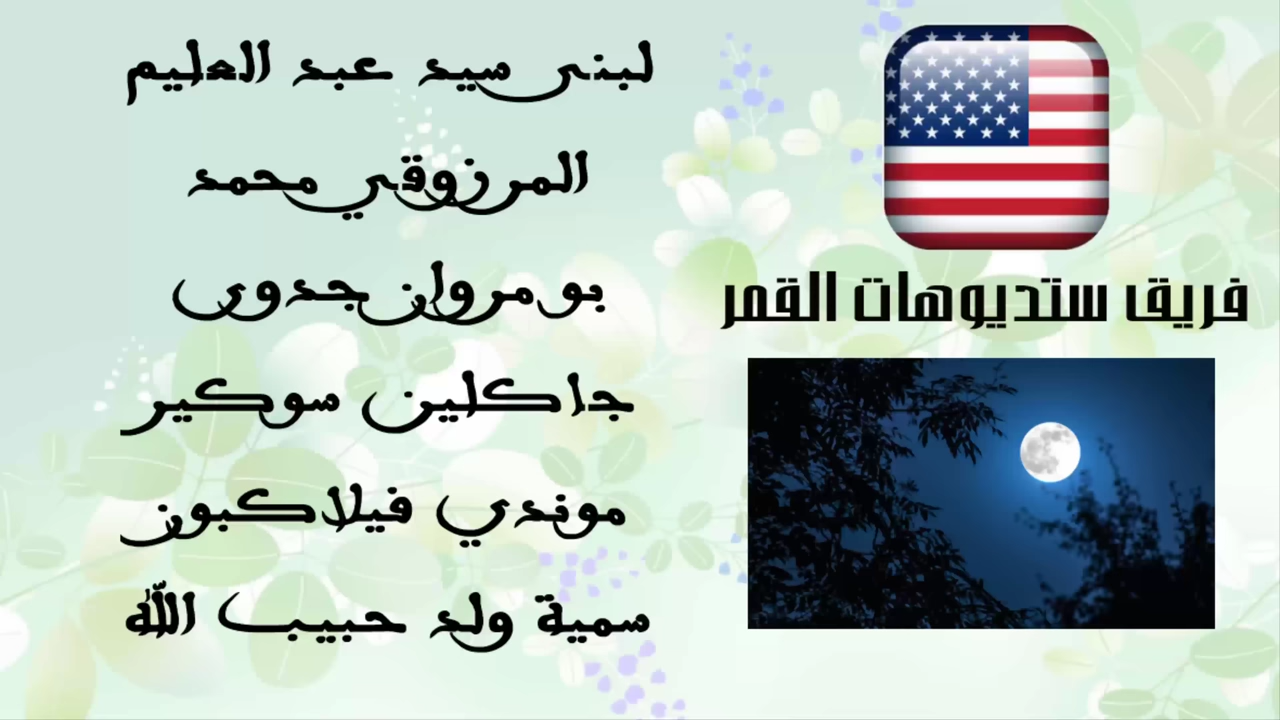 فريق ستديوهات القمر
لبنى سيد عبد العليم
المرزوقي محمد
بو مروان جدوى
جاكلين سوكير
موندي فيلاكبون
سمية ولد حبيب الله